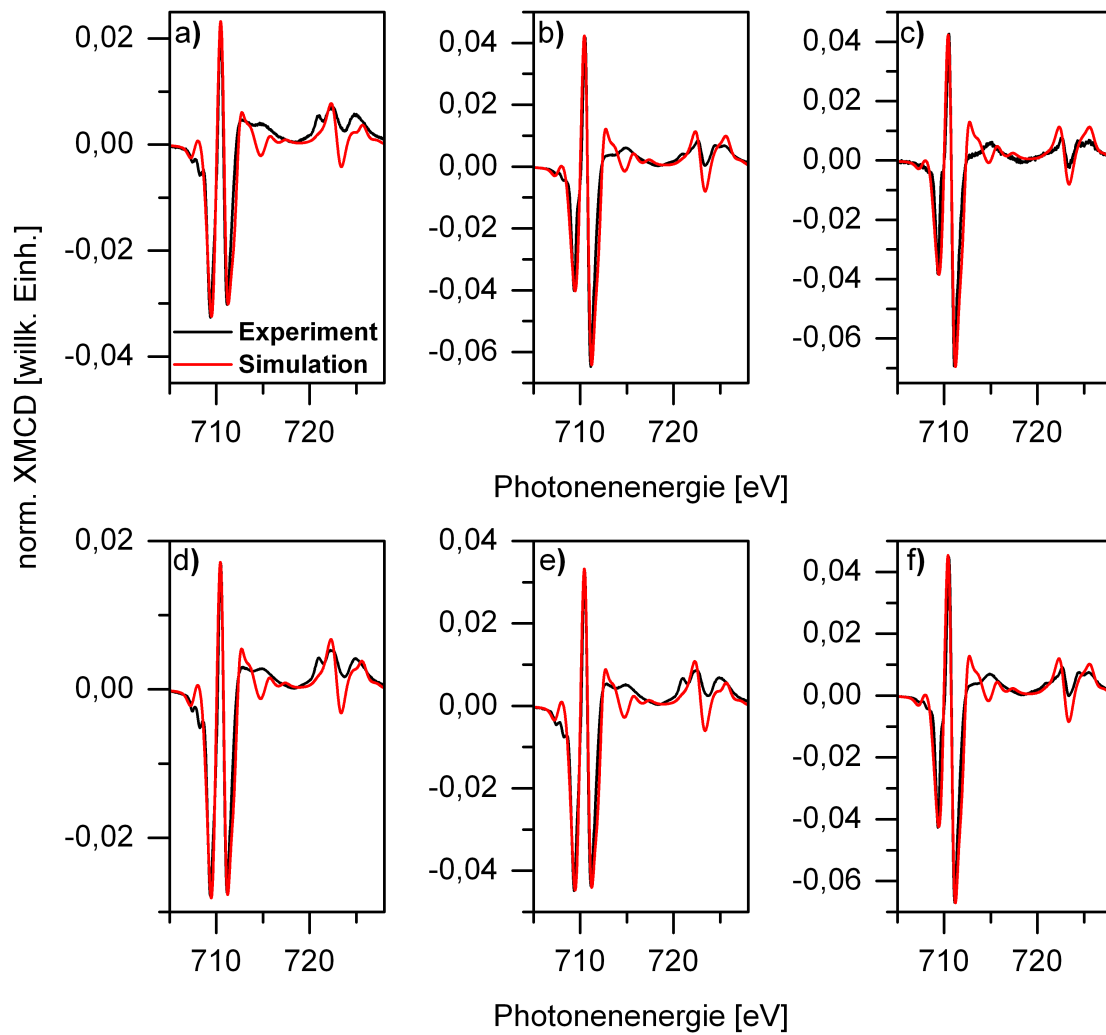 norm. XMCD [willk. Einh.]
a) b) c)
0,02 0,04 0,04
0,02 0,02
0,00 0,00 0,00
-0,02 -0,02 -0,02
-0,04 -0,04
Experiment
Simulation
-0,04 -0,06 -0,06
710 720 710 720 710 720
Photonenenergie [eV]
d) e) f)
0,02 0,04 0,04
0,02 0,02
0,00 0,00 0,00
-0,02 -0,02
-0,02 -0,04
-0,04 -0,06
710 720 710 720 710 720
Photonenenergie [eV]